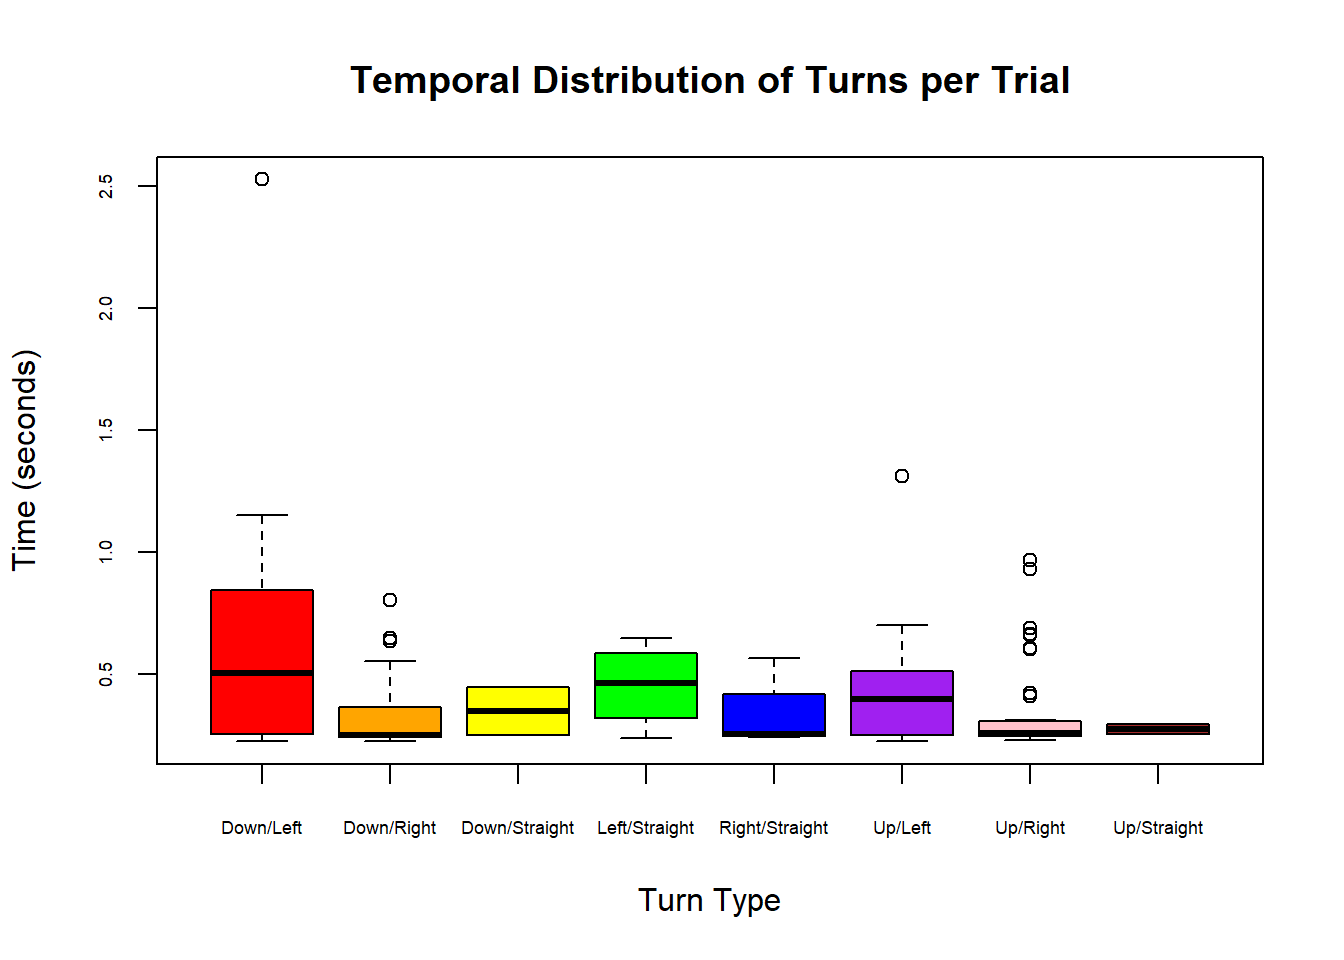 Temporal Distribution of Turns per Trial
Time (seconds)
2.5
2.0
1.5
1.0
0.5
Down/Left Down/Right Down/Straight Left/Straight Right/Straight Up/Left Up/Right Up/Straight
Turn Type